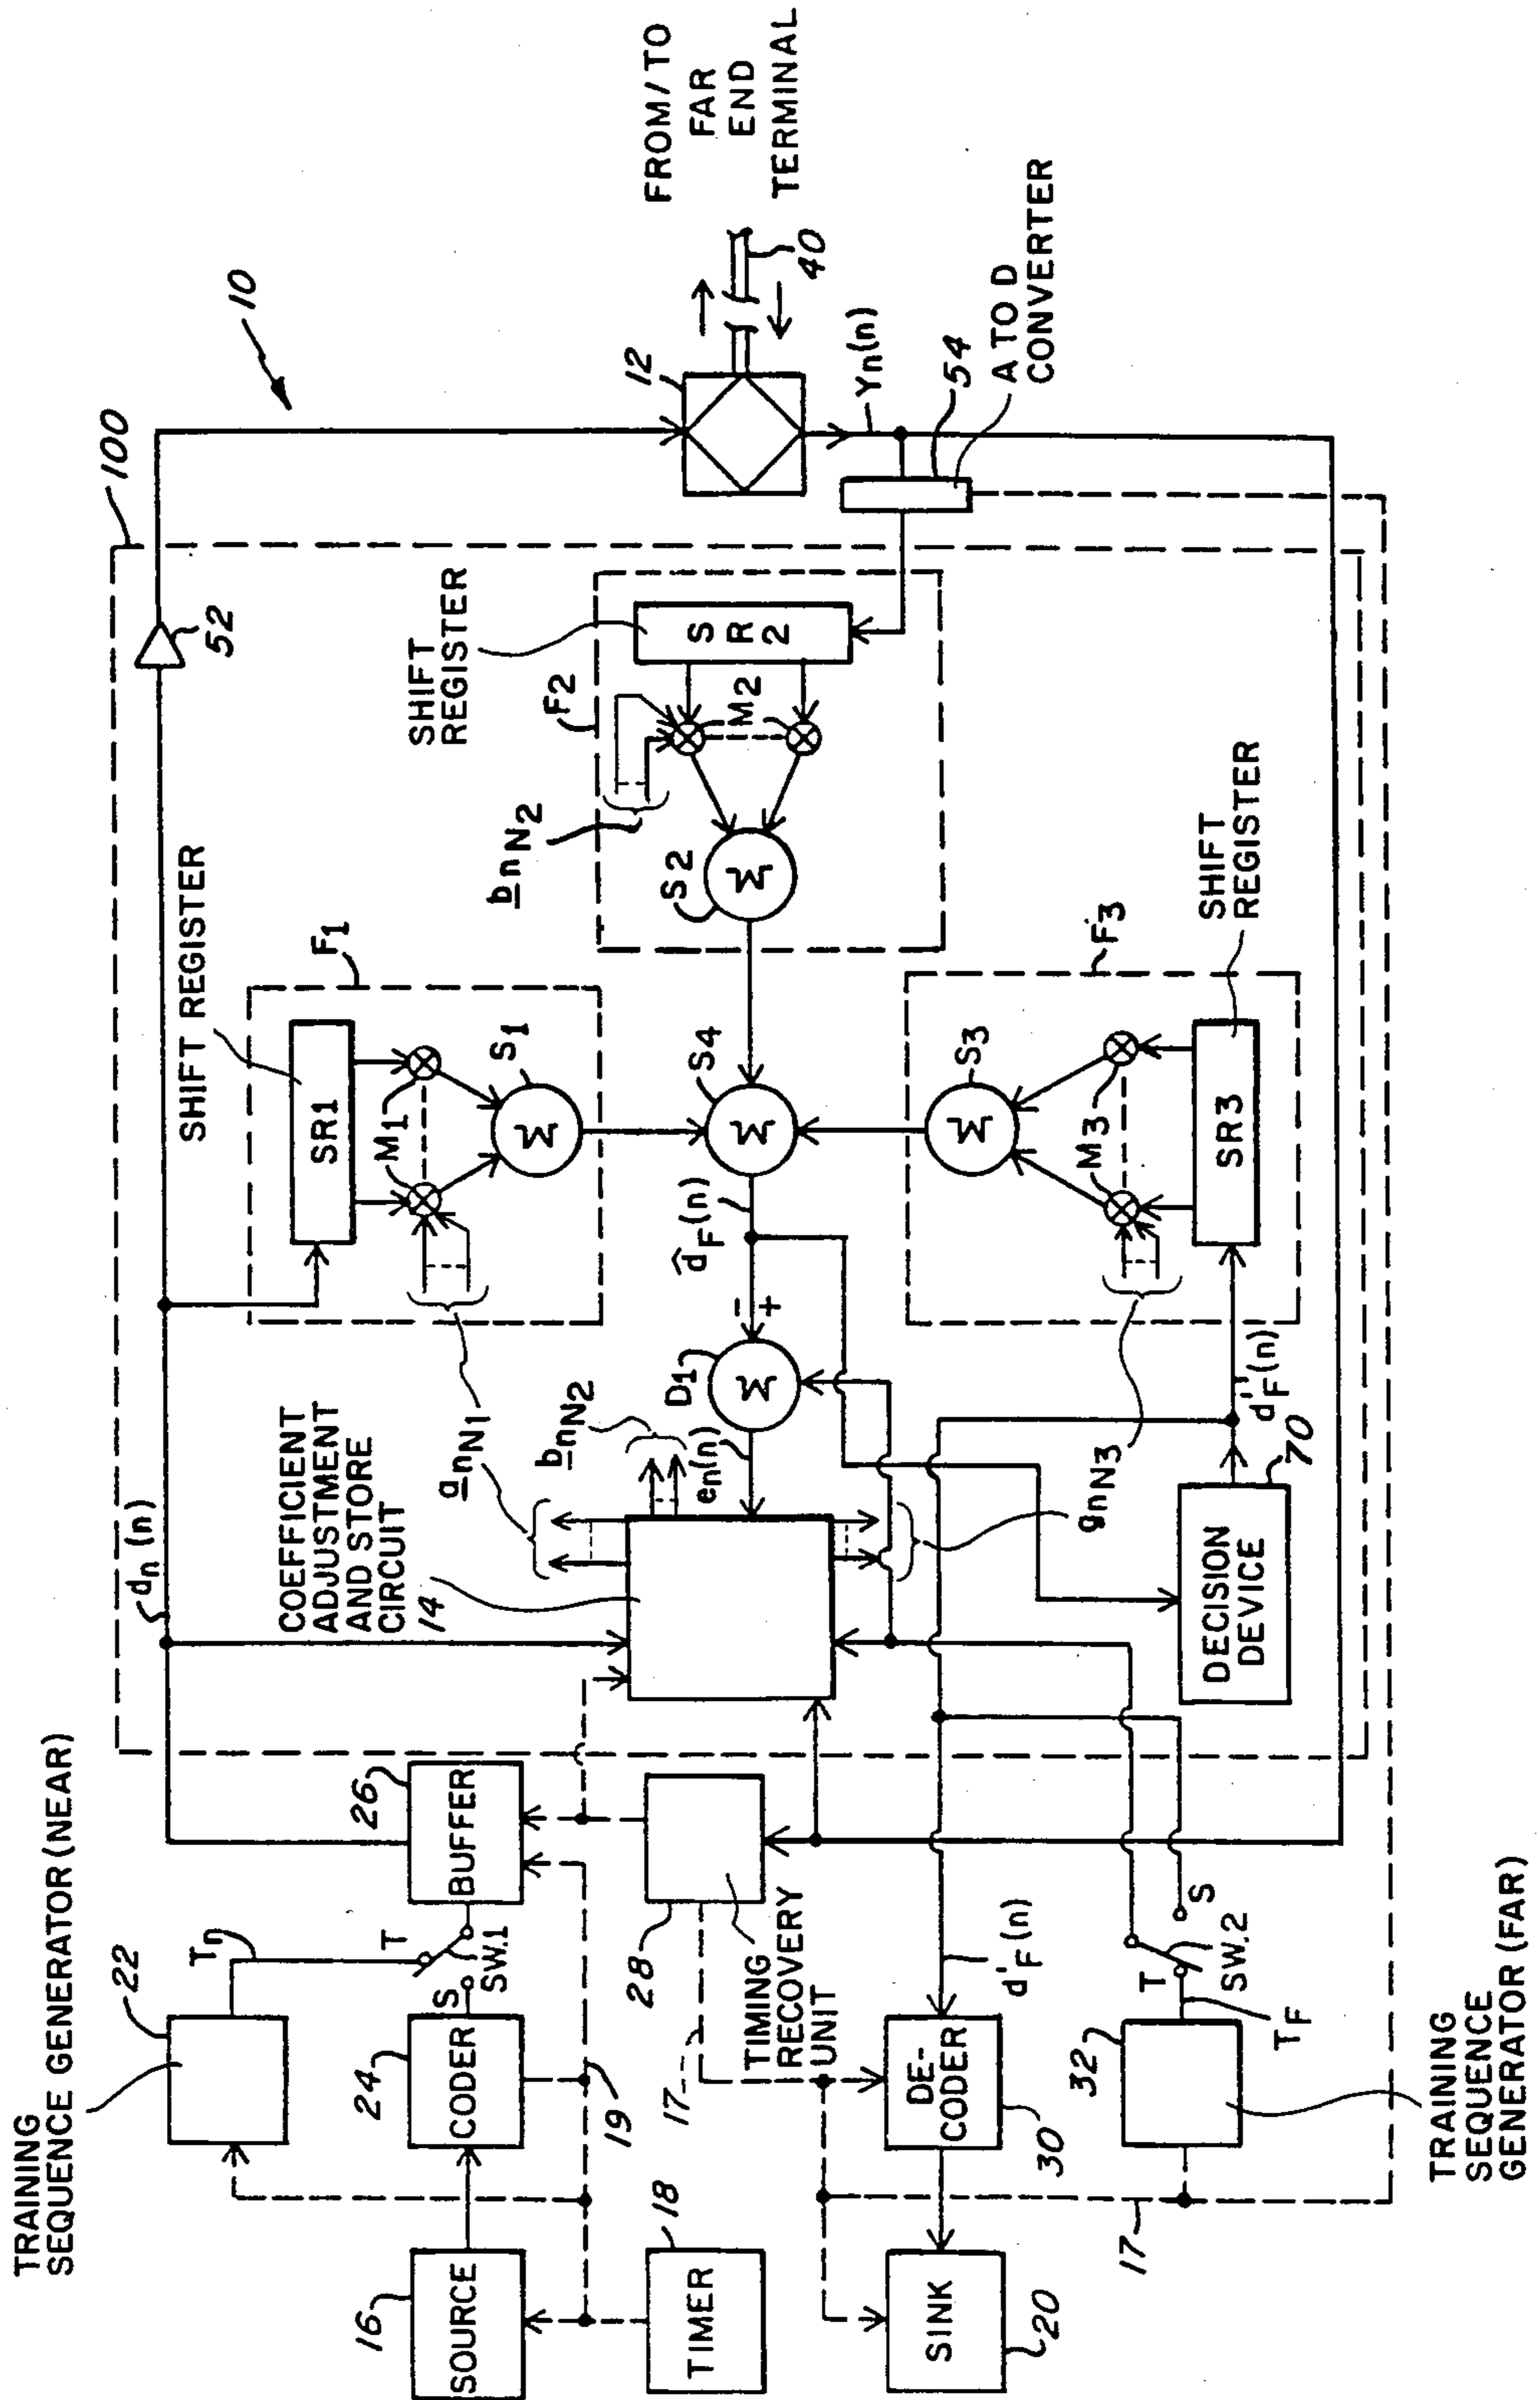 TRAINING
SEQUENCE GENERATOR (NEAR)
22
Tn
T
S
SW.1
16
SOURCE
24
CODER
26
BUFFER
19
18
TIMER
28
TIMING
RECOVERY
UNIT
17
20
SINK
30
DE-
CODER
d'F(n)
32
T
S
SW.2
TF
17
TRAINING
SEQUENCE
GENERATOR (FAR)
dn(n)
COEFFICIENT
ADJUSTMENT
AND STORE
CIRCUIT
14
anN1
bnN2
en(n)
gnN3
D1
-
+
d̂F(n)
DECISION
DEVICE
70
d''F(n)
SHIFT REGISTER
F1
SR1
M1
S1
Σ
S4
Σ
Σ
SHIFT
REGISTER
F2
SR2
M2
bnN2
S2
Σ
F3
S3
Σ
M3
SR3
SHIFT
REGISTER
52
100
10
12
40
FROM/TO
FAR
END
TERMINAL
Yn(n)
54
A TO D
CONVERTER